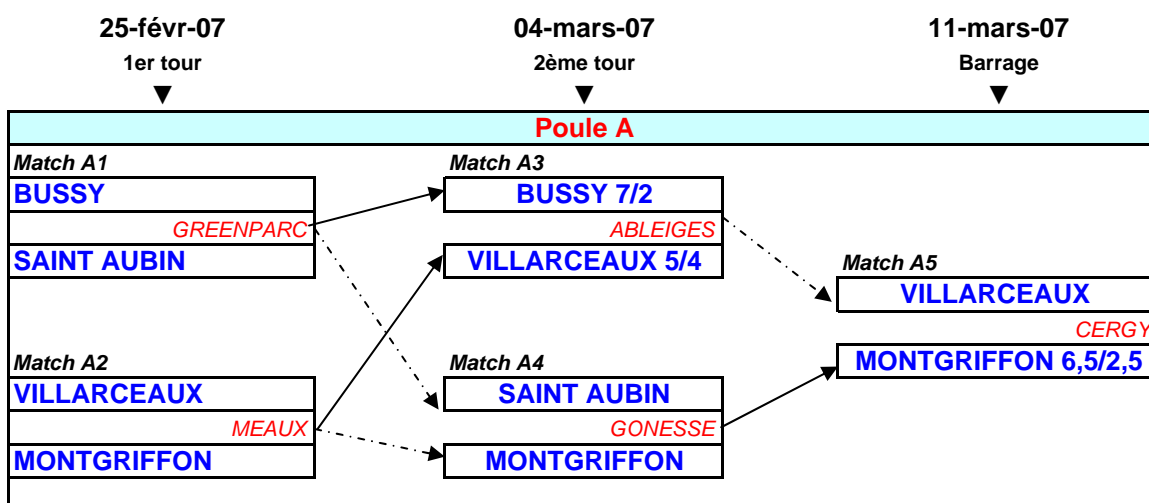 25-févr-07
1er tour
04-mars-07
2ème tour
11-mars-07
Barrage
Poule A
Match A1
BUSSY
GREENPARC
SAINT AUBIN
Match A2
VILLARCEAUX
MEAUX
MONTGRIFFON
Match A3
BUSSY 7/2
ABLEIGES
VILLARCEAUX 5/4
Match A4
SAINT AUBIN
GONESSE
MONTGRIFFON
Match A5
VILLARCEAUX
CERGY
MONTGRIFFON 6,5/2,5